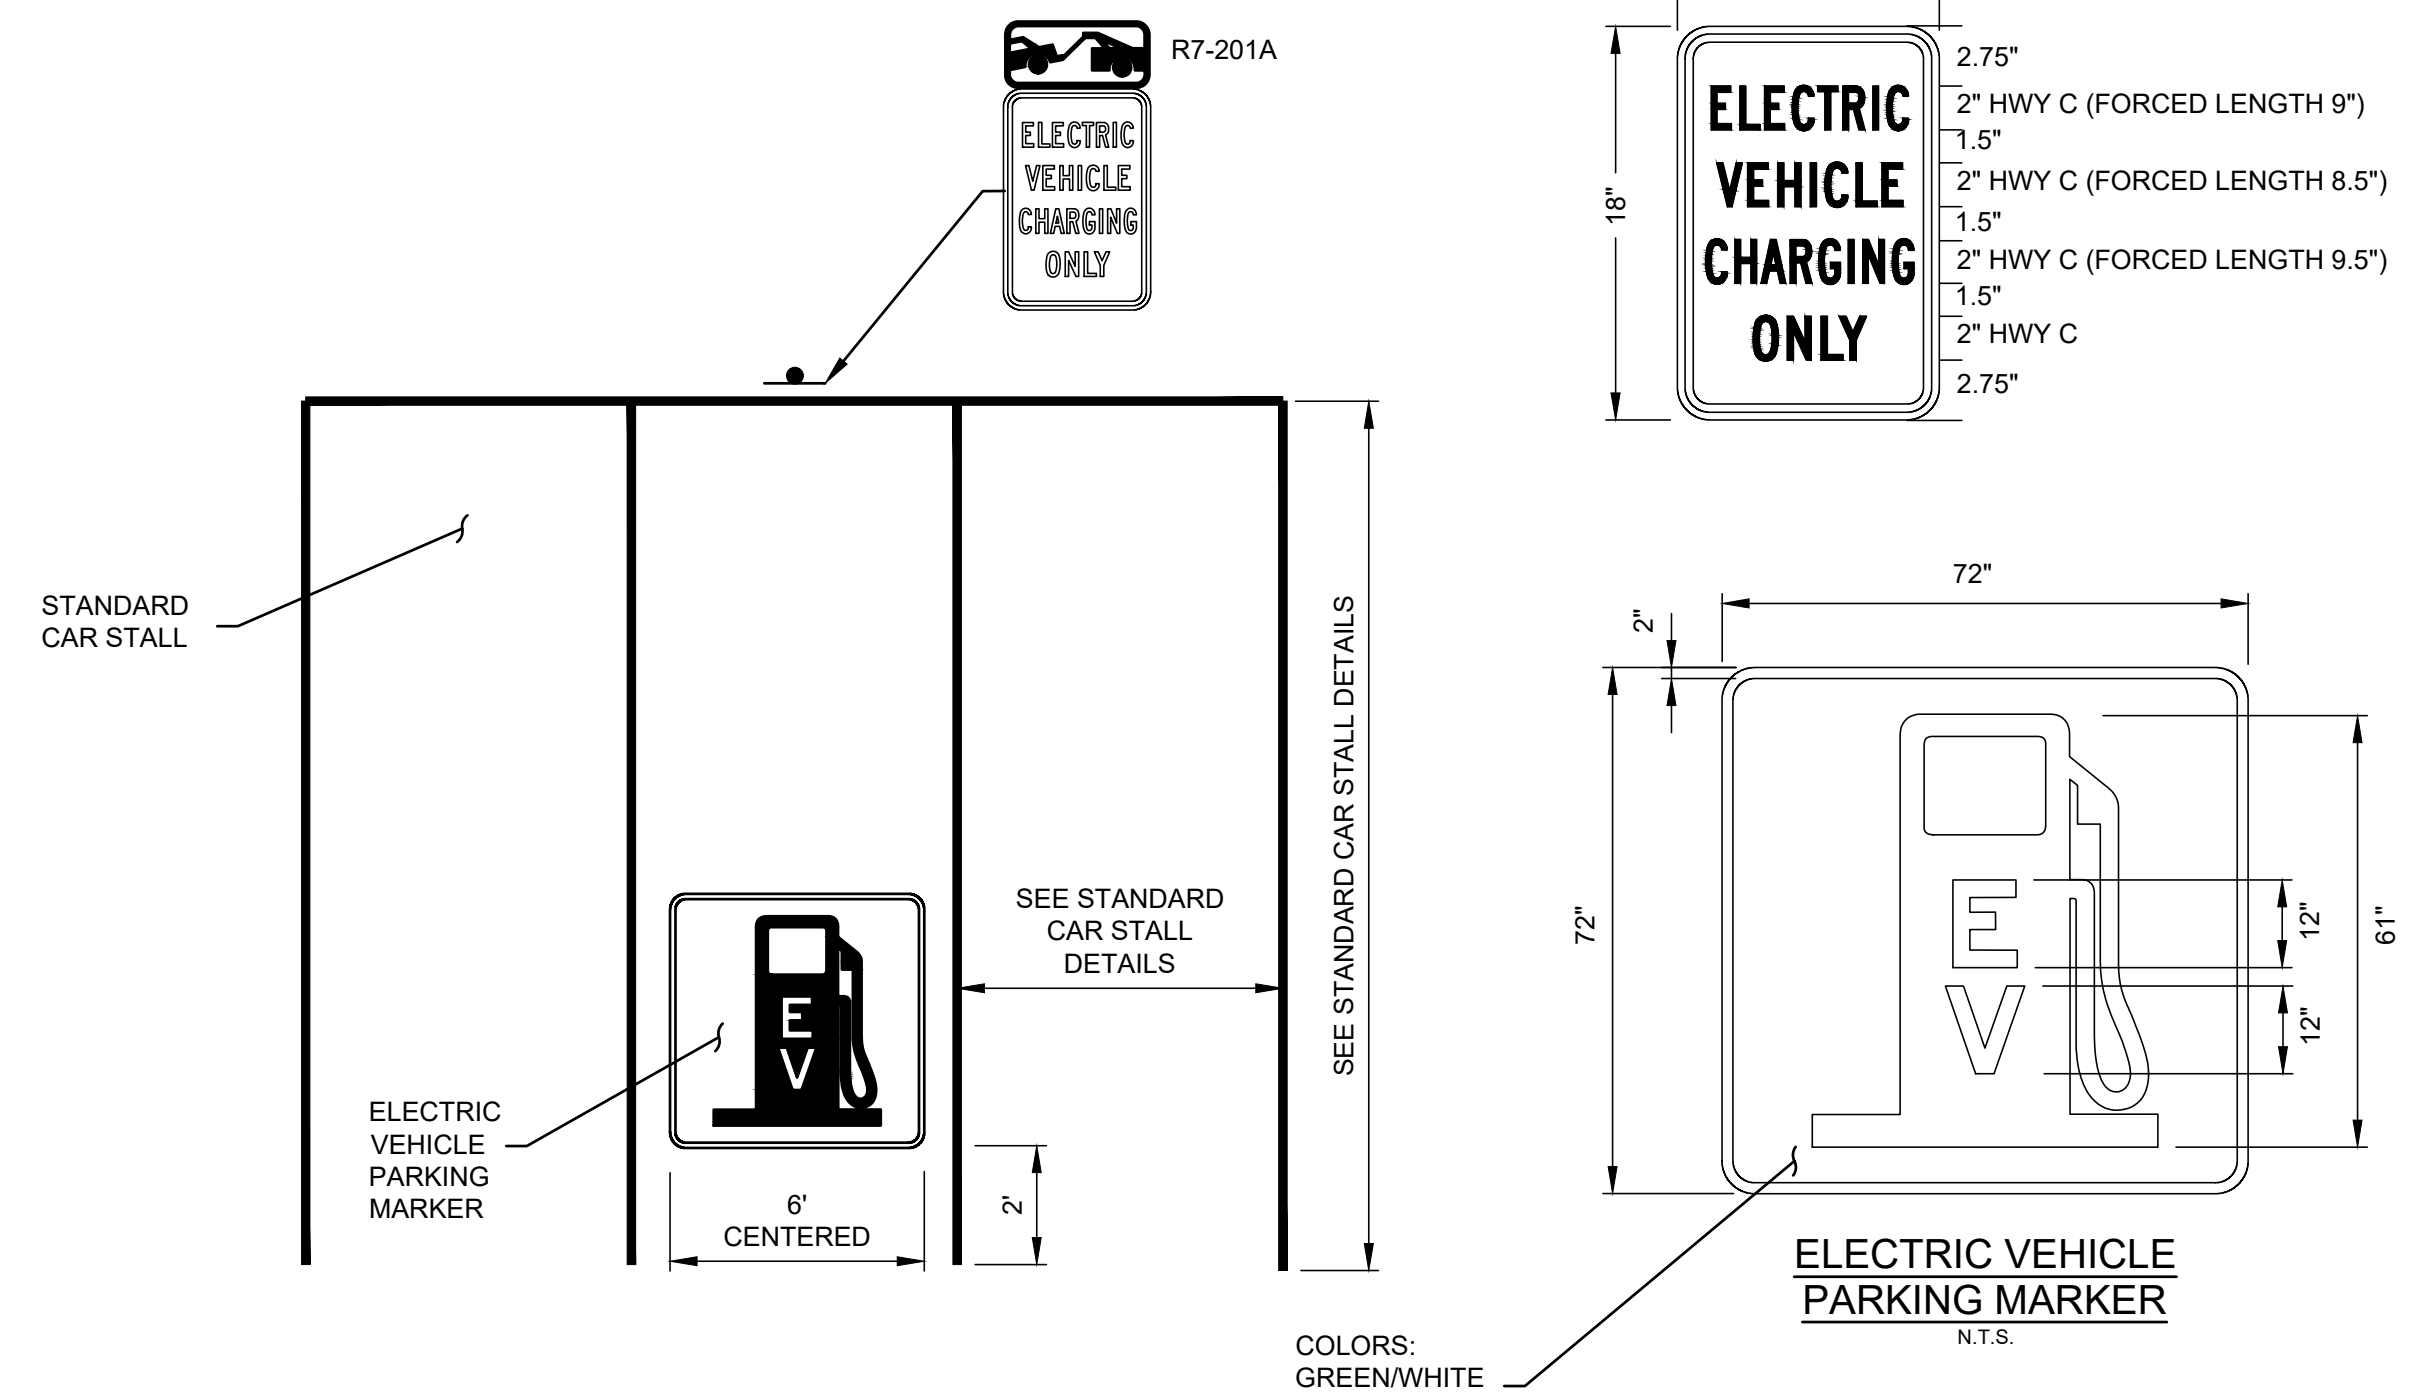 R7-201A
ELECTRIC
VEHICLE
CHARGING
ONLY
STANDARD
CAR STALL
ELECTRIC
VEHICLE
PARKING
MARKER
E
V
6'
CENTERED
2'
SEE STANDARD
CAR STALL
DETAILS
SEE STANDARD CAR STALL DETAILS
18"
ELECTRIC
VEHICLE
CHARGING
ONLY
2.75"
2" HWY C (FORCED LENGTH 9")
1.5"
2" HWY C (FORCED LENGTH 8.5")
1.5"
2" HWY C (FORCED LENGTH 9.5")
1.5"
2" HWY C
2.75"
72"
2"
72"
E
V
12"
12"
61"
ELECTRIC VEHICLE
PARKING MARKER
N.T.S.
COLORS:
GREEN/WHITE